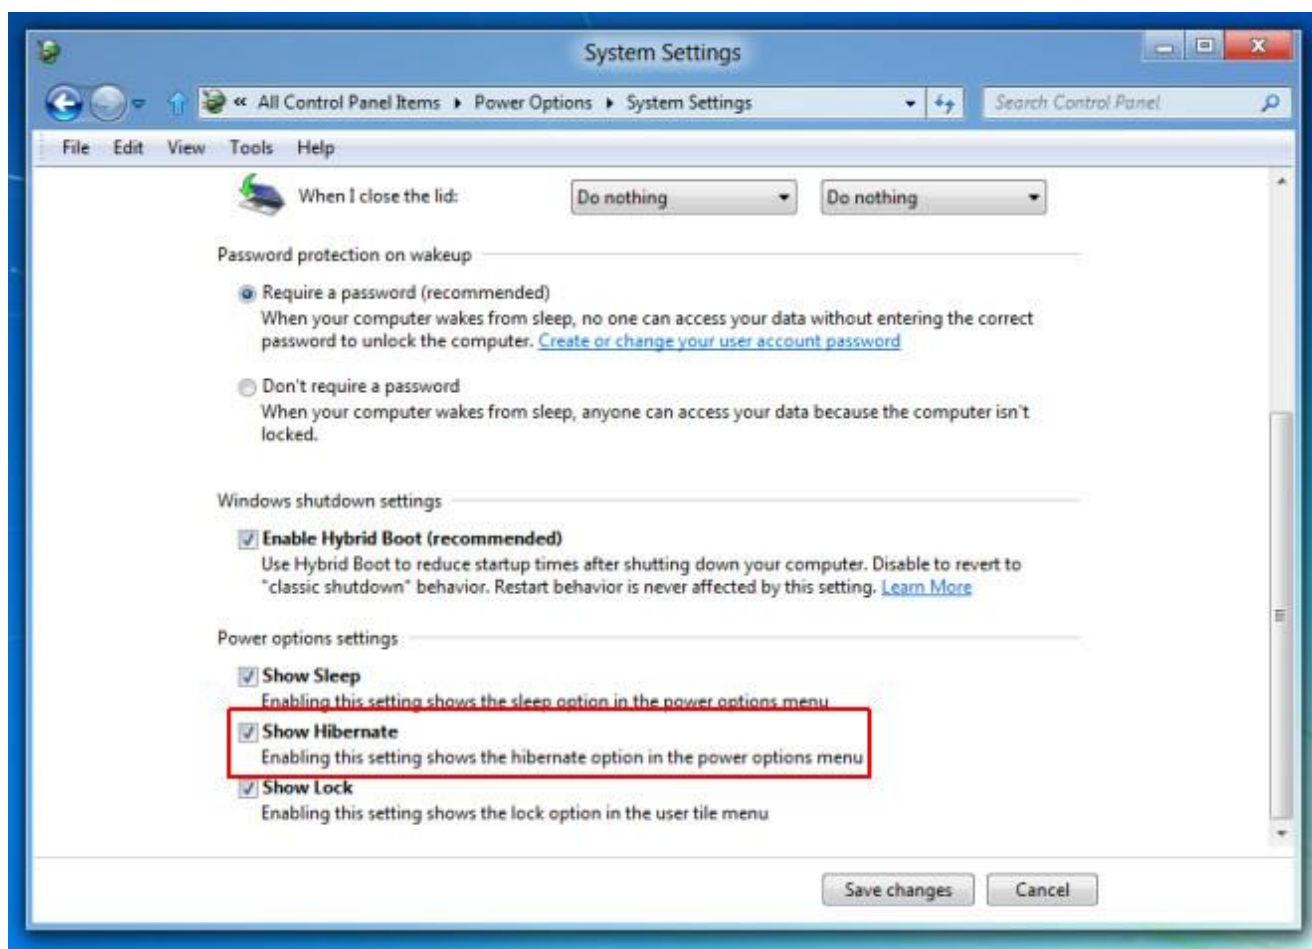 System Settings
« All Control Panel Items ▸ Power Options ▸ System Settings
Search Control Panel
File Edit View Tools Help
When I close the lid: Do nothing Do nothing
Password protection on wakeup
Require a password (recommended)
When your computer wakes from sleep, no one can access your data without entering the correct
password to unlock the computer. Create or change your user account password
Don't require a password
When your computer wakes from sleep, anyone can access your data because the computer isn't
locked.
Windows shutdown settings
Enable Hybrid Boot (recommended)
Use Hybrid Boot to reduce startup times after shutting down your computer. Disable to revert to
"classic shutdown" behavior. Restart behavior is never affected by this setting. Learn More
Power options settings
Show Sleep
Enabling this setting shows the sleep option in the power options menu
Show Hibernate
Enabling this setting shows the hibernate option in the power options menu
Show Lock
Enabling this setting shows the lock option in the user tile menu
Save changes Cancel